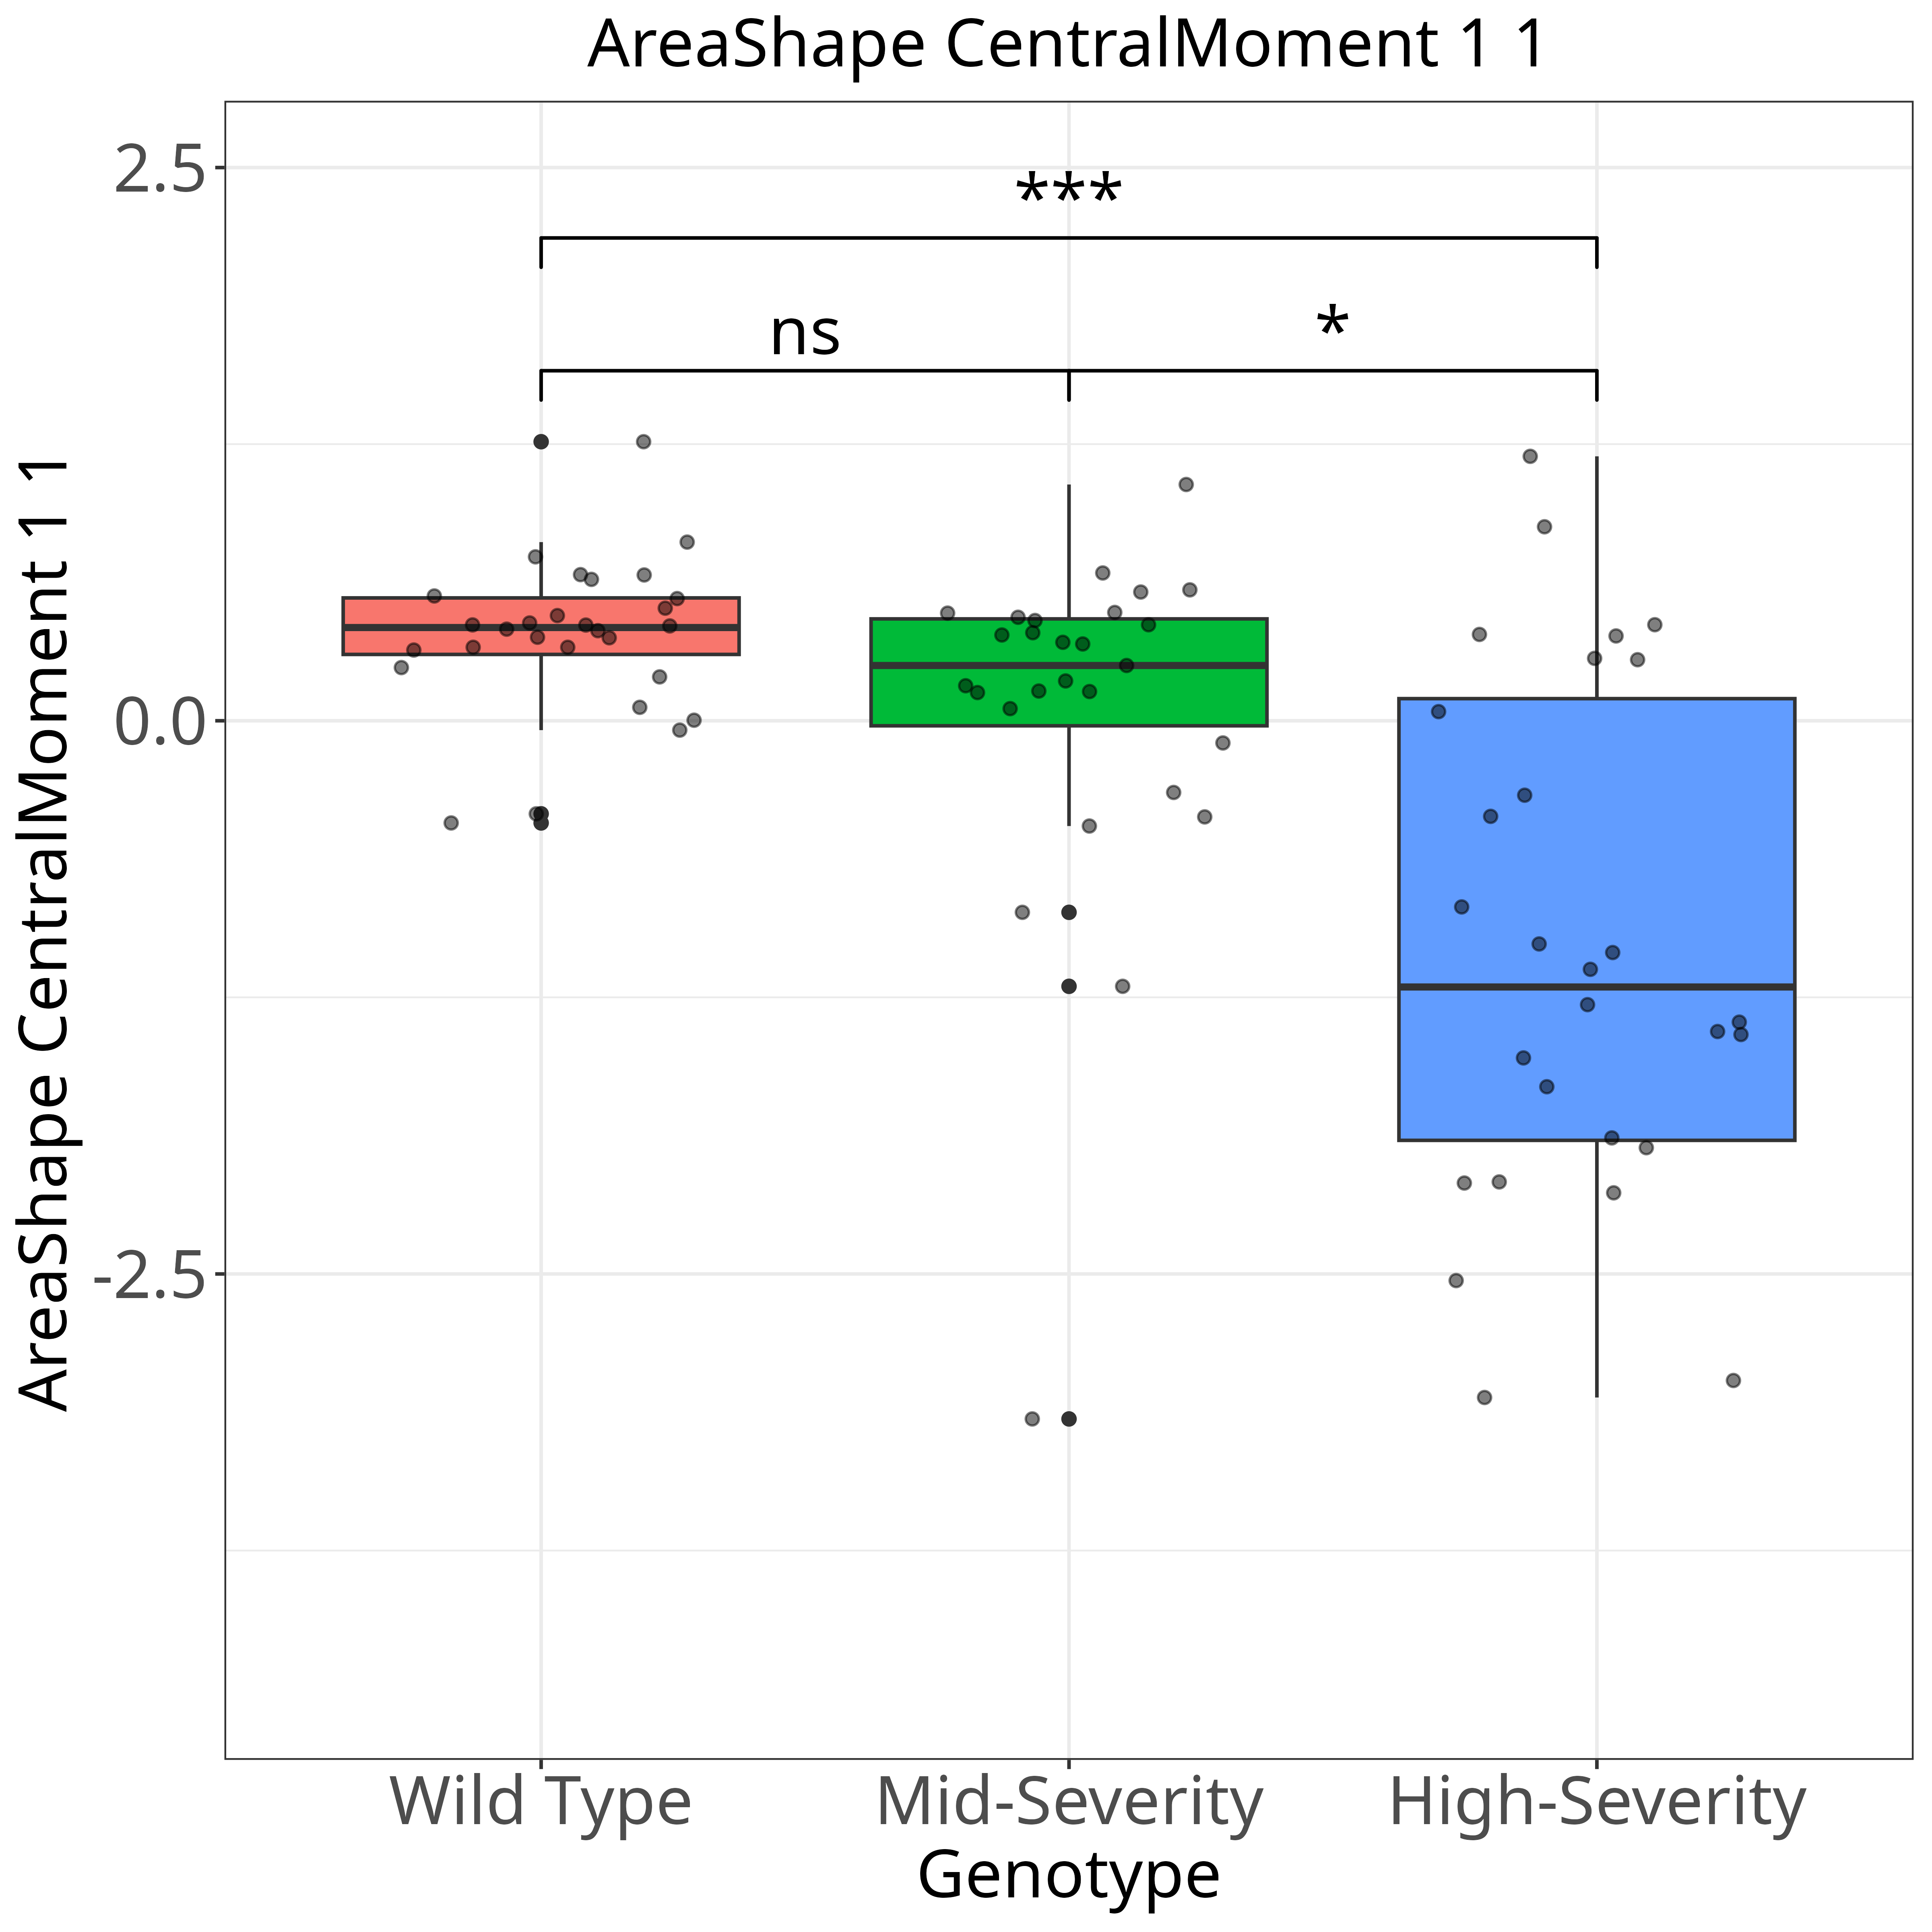 AreaShape CentralMoment 1 1
AreaShape CentralMoment 1 1
2.5
0.0
-2.5
***
ns
*
Wild Type
Mid-Severity
High-Severity
Genotype